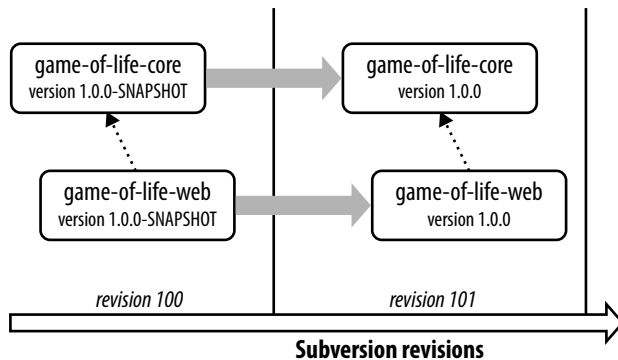 game-of-life-core
version 1.0.0-SNAPSHOT
game-of-life-core
version 1.0.0
game-of-life-web
version 1.0.0-SNAPSHOT
game-of-life-web
version 1.0.0
revision 100
revision 101
Subversion revisions